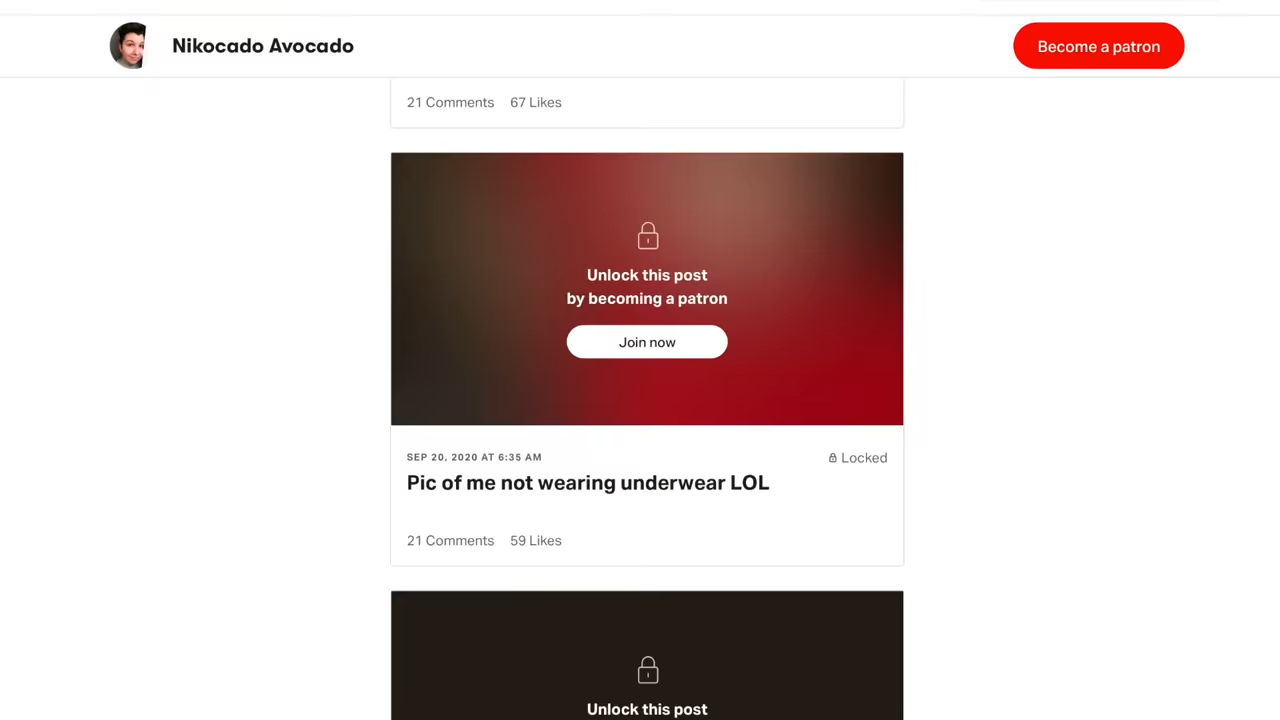 Nikocado Avocado
Become a patron
21 Comments 67 Likes
Unlock this post
by becoming a patron
Join now
SEP 20, 2020 AT 6:35 AM
Locked
Pic of me not wearing underwear LOL
21 Comments 59 Likes
Unlock this post